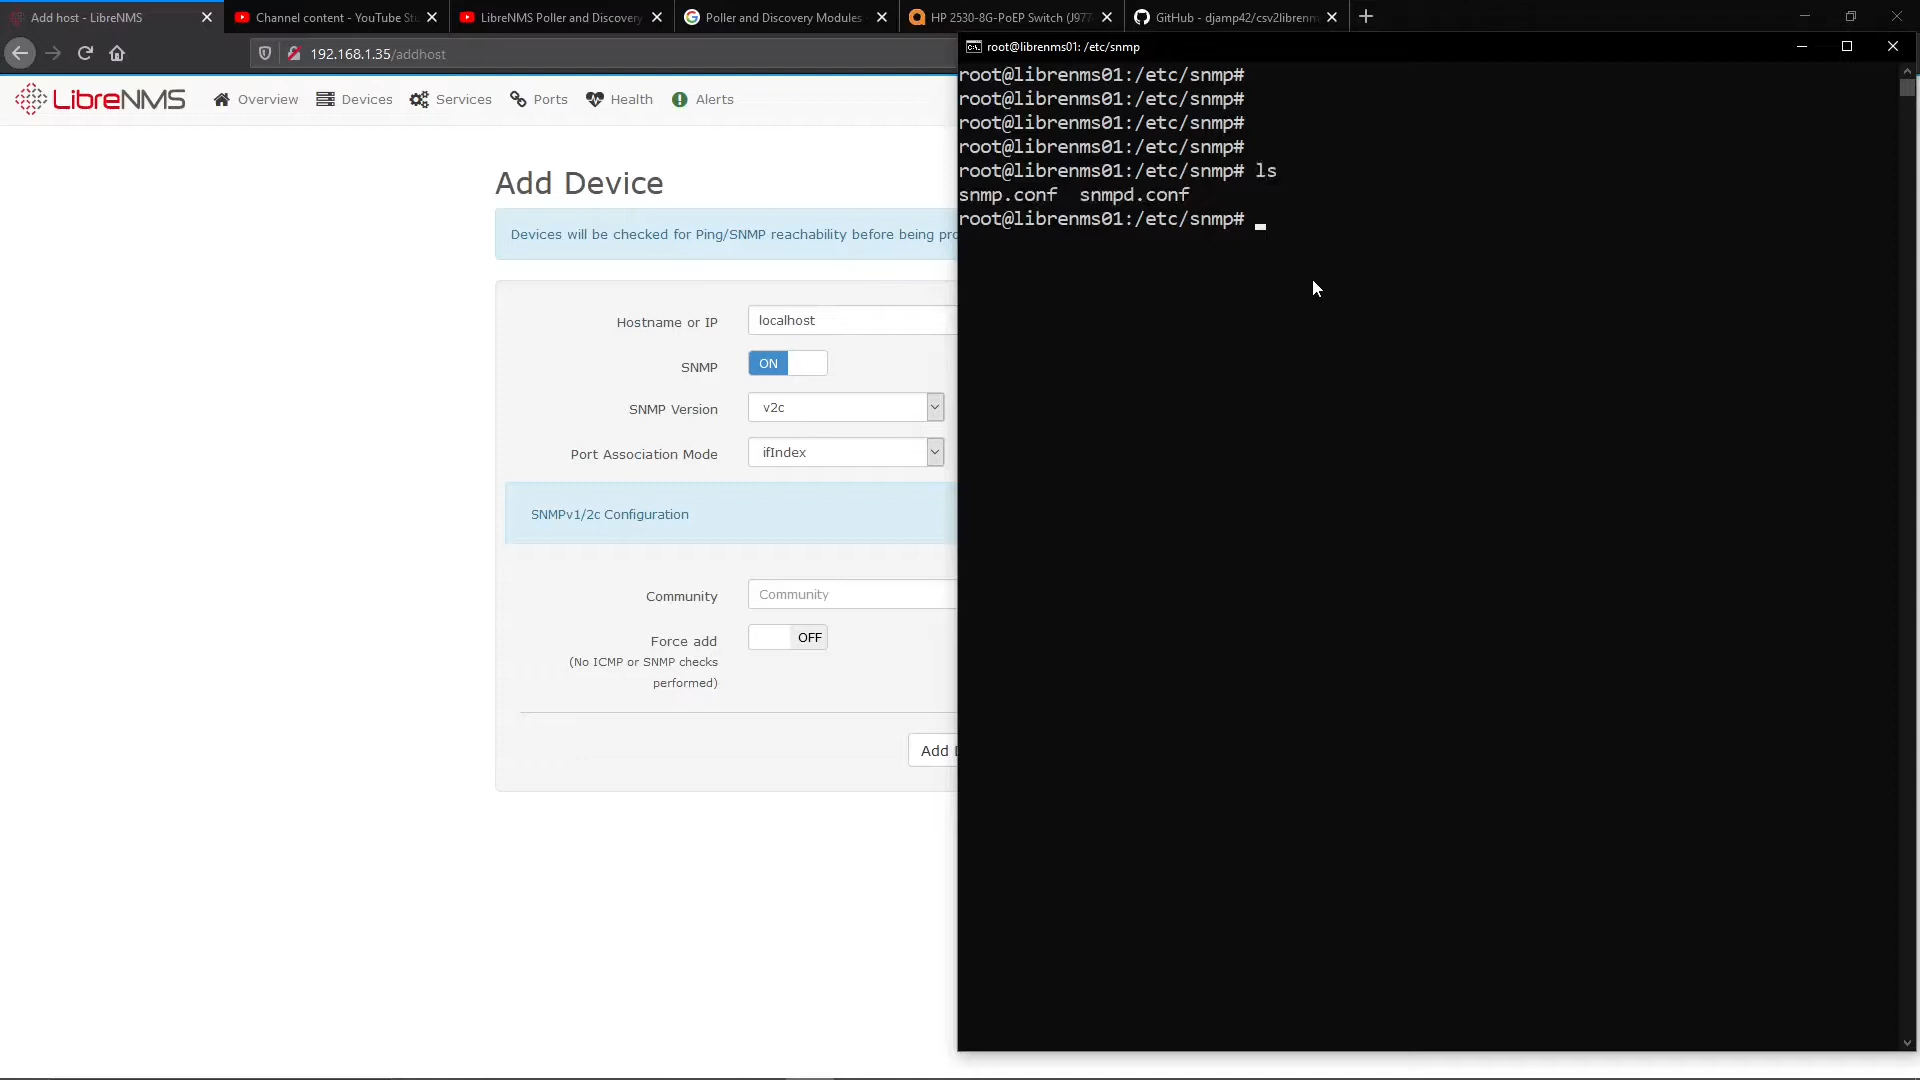 Add host - LibreNMS
Channel content - YouTube Stu
LibreNMS Poller and Discovery
Poller and Discovery Modules
HP 2530-8G-PoEP Switch (J977
GitHub - djamp42/csv2librenm
192.168.1.35/addhost
LibreNMS
Overview
Devices
Services
Ports
Health
Alerts
Add Device
Devices will be checked for Ping/SNMP reachability before being pro
Hostname or IP
localhost
SNMP
ON
SNMP Version
v2c
Port Association Mode
ifIndex
SNMPv1/2c Configuration
Community
Community
Force add
OFF
(No ICMP or SNMP checks
performed)
Add D
root@librenms01: /etc/snmp
root@librenms01:/etc/snmp#
root@librenms01:/etc/snmp#
root@librenms01:/etc/snmp#
root@librenms01:/etc/snmp#
root@librenms01:/etc/snmp# ls
snmp.conf  snmpd.conf
root@librenms01:/etc/snmp#